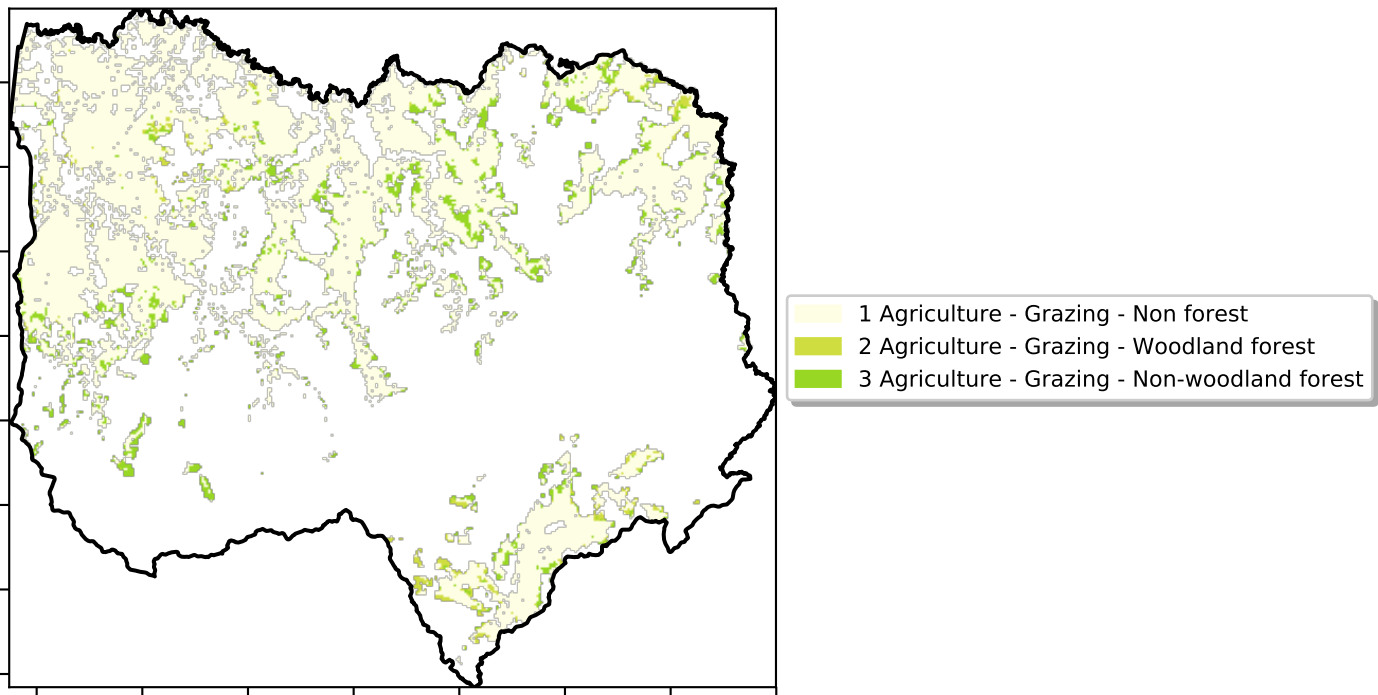 1 Agriculture - Grazing - Non forest
2 Agriculture - Grazing - Woodland forest
3 Agriculture - Grazing - Non-woodland forest